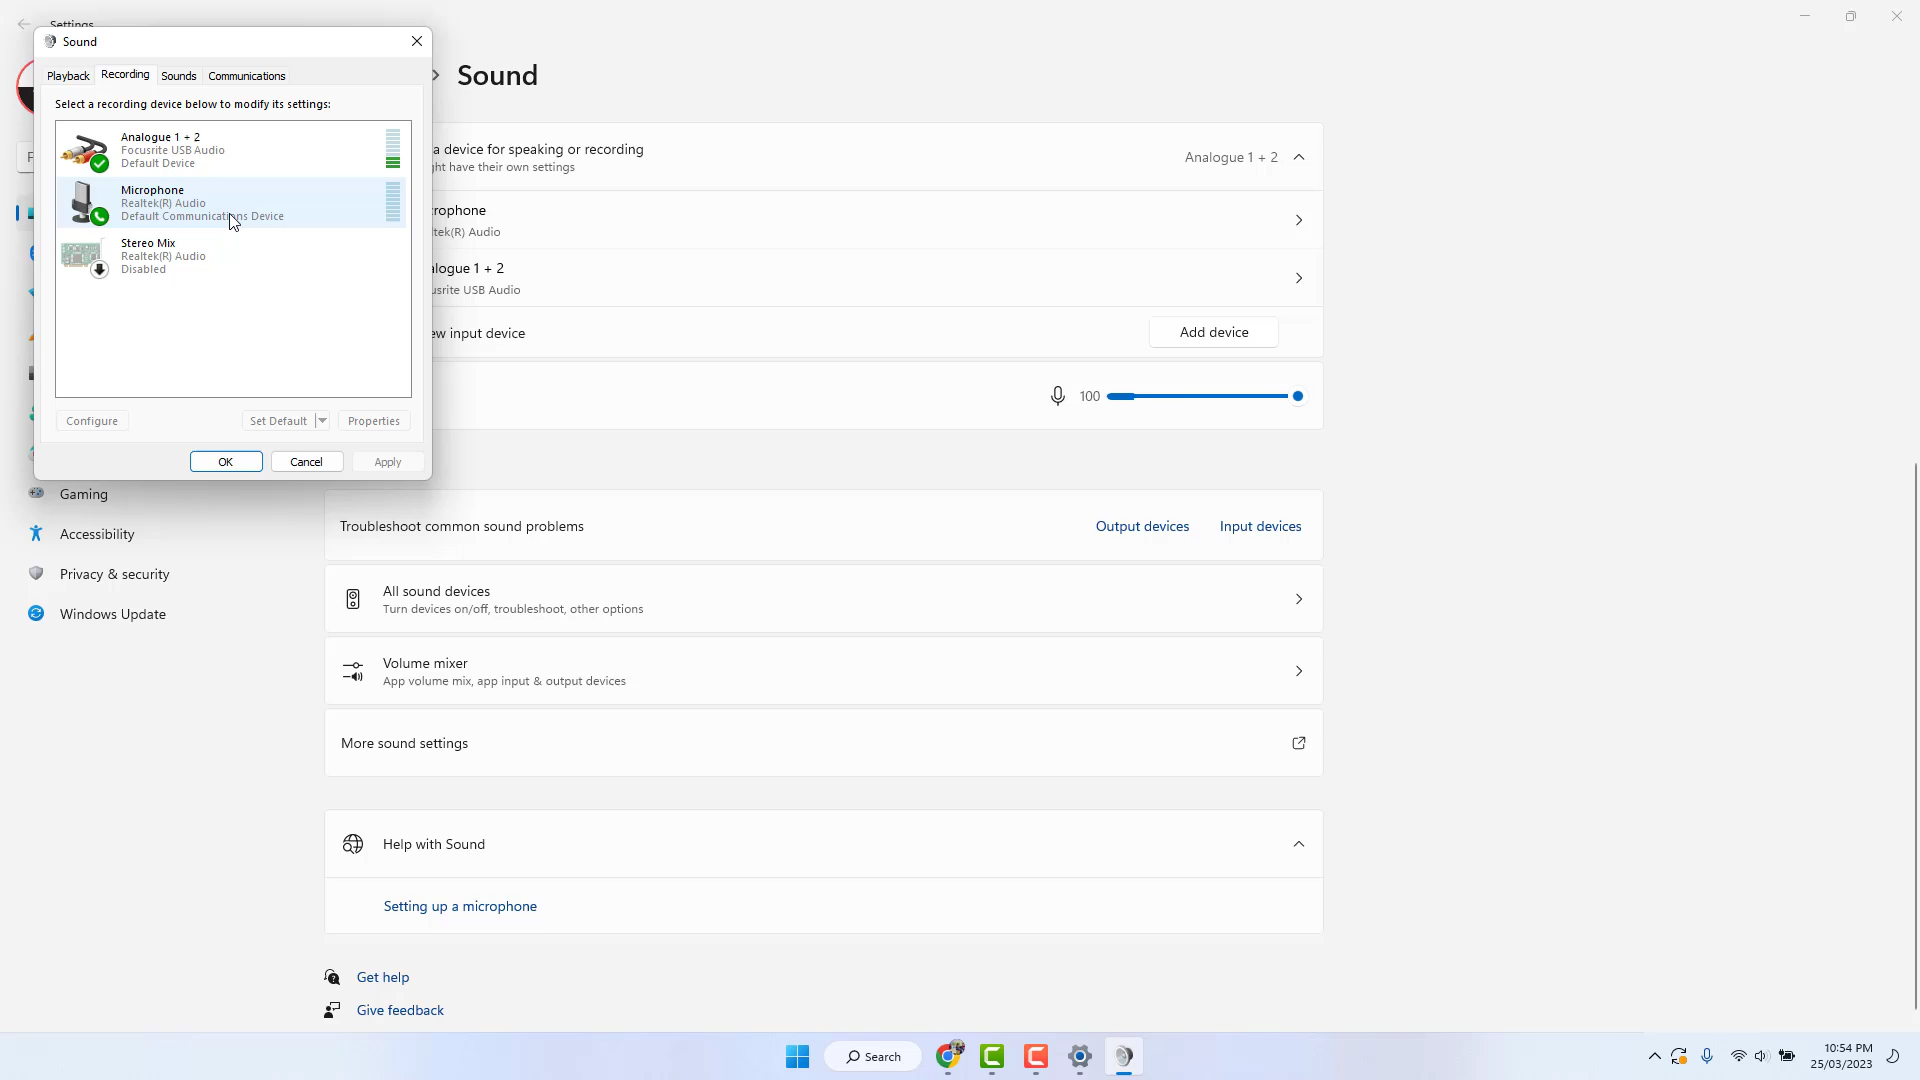 Settings
Sound
Playback
Recording
Sounds
Communications
Select a recording device below to modify its settings:
Analogue 1 + 2
Focusrite USB Audio
Default Device
Microphone
Realtek(R) Audio
Default Communications Device
Stereo Mix
Realtek(R) Audio
Disabled
Configure
Set Default
Properties
OK
Cancel
Apply
Sound
a device for speaking or recording
ght have their own settings
Analogue 1 + 2
rophone
ltek(R) Audio
logue 1 + 2
usrite USB Audio
ew input device
Add device
100
Gaming
Accessibility
Privacy & security
Windows Update
Troubleshoot common sound problems
Output devices
Input devices
All sound devices
Turn devices on/off, troubleshoot, other options
Volume mixer
App volume mix, app input & output devices
More sound settings
Help with Sound
Setting up a microphone
Get help
Give feedback
Search
10:54 PM
25/03/2023